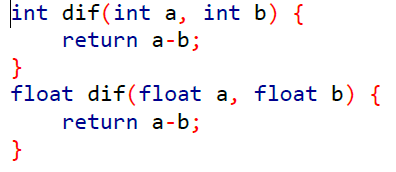 int dif(int a, int b) {
    return a-b;
}
float dif(float a, float b) {
    return a-b;
}